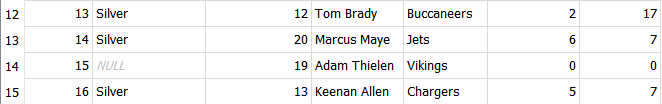 12 13 Silver 12 Tom Brady Buccaneers 2 17
13 14 Silver 20 Marcus Maye Jets 6 7
14 15 NULL 19 Adam Thielen Vikings 0 0
15 16 Silver 13 Keenan Allen Chargers 5 7